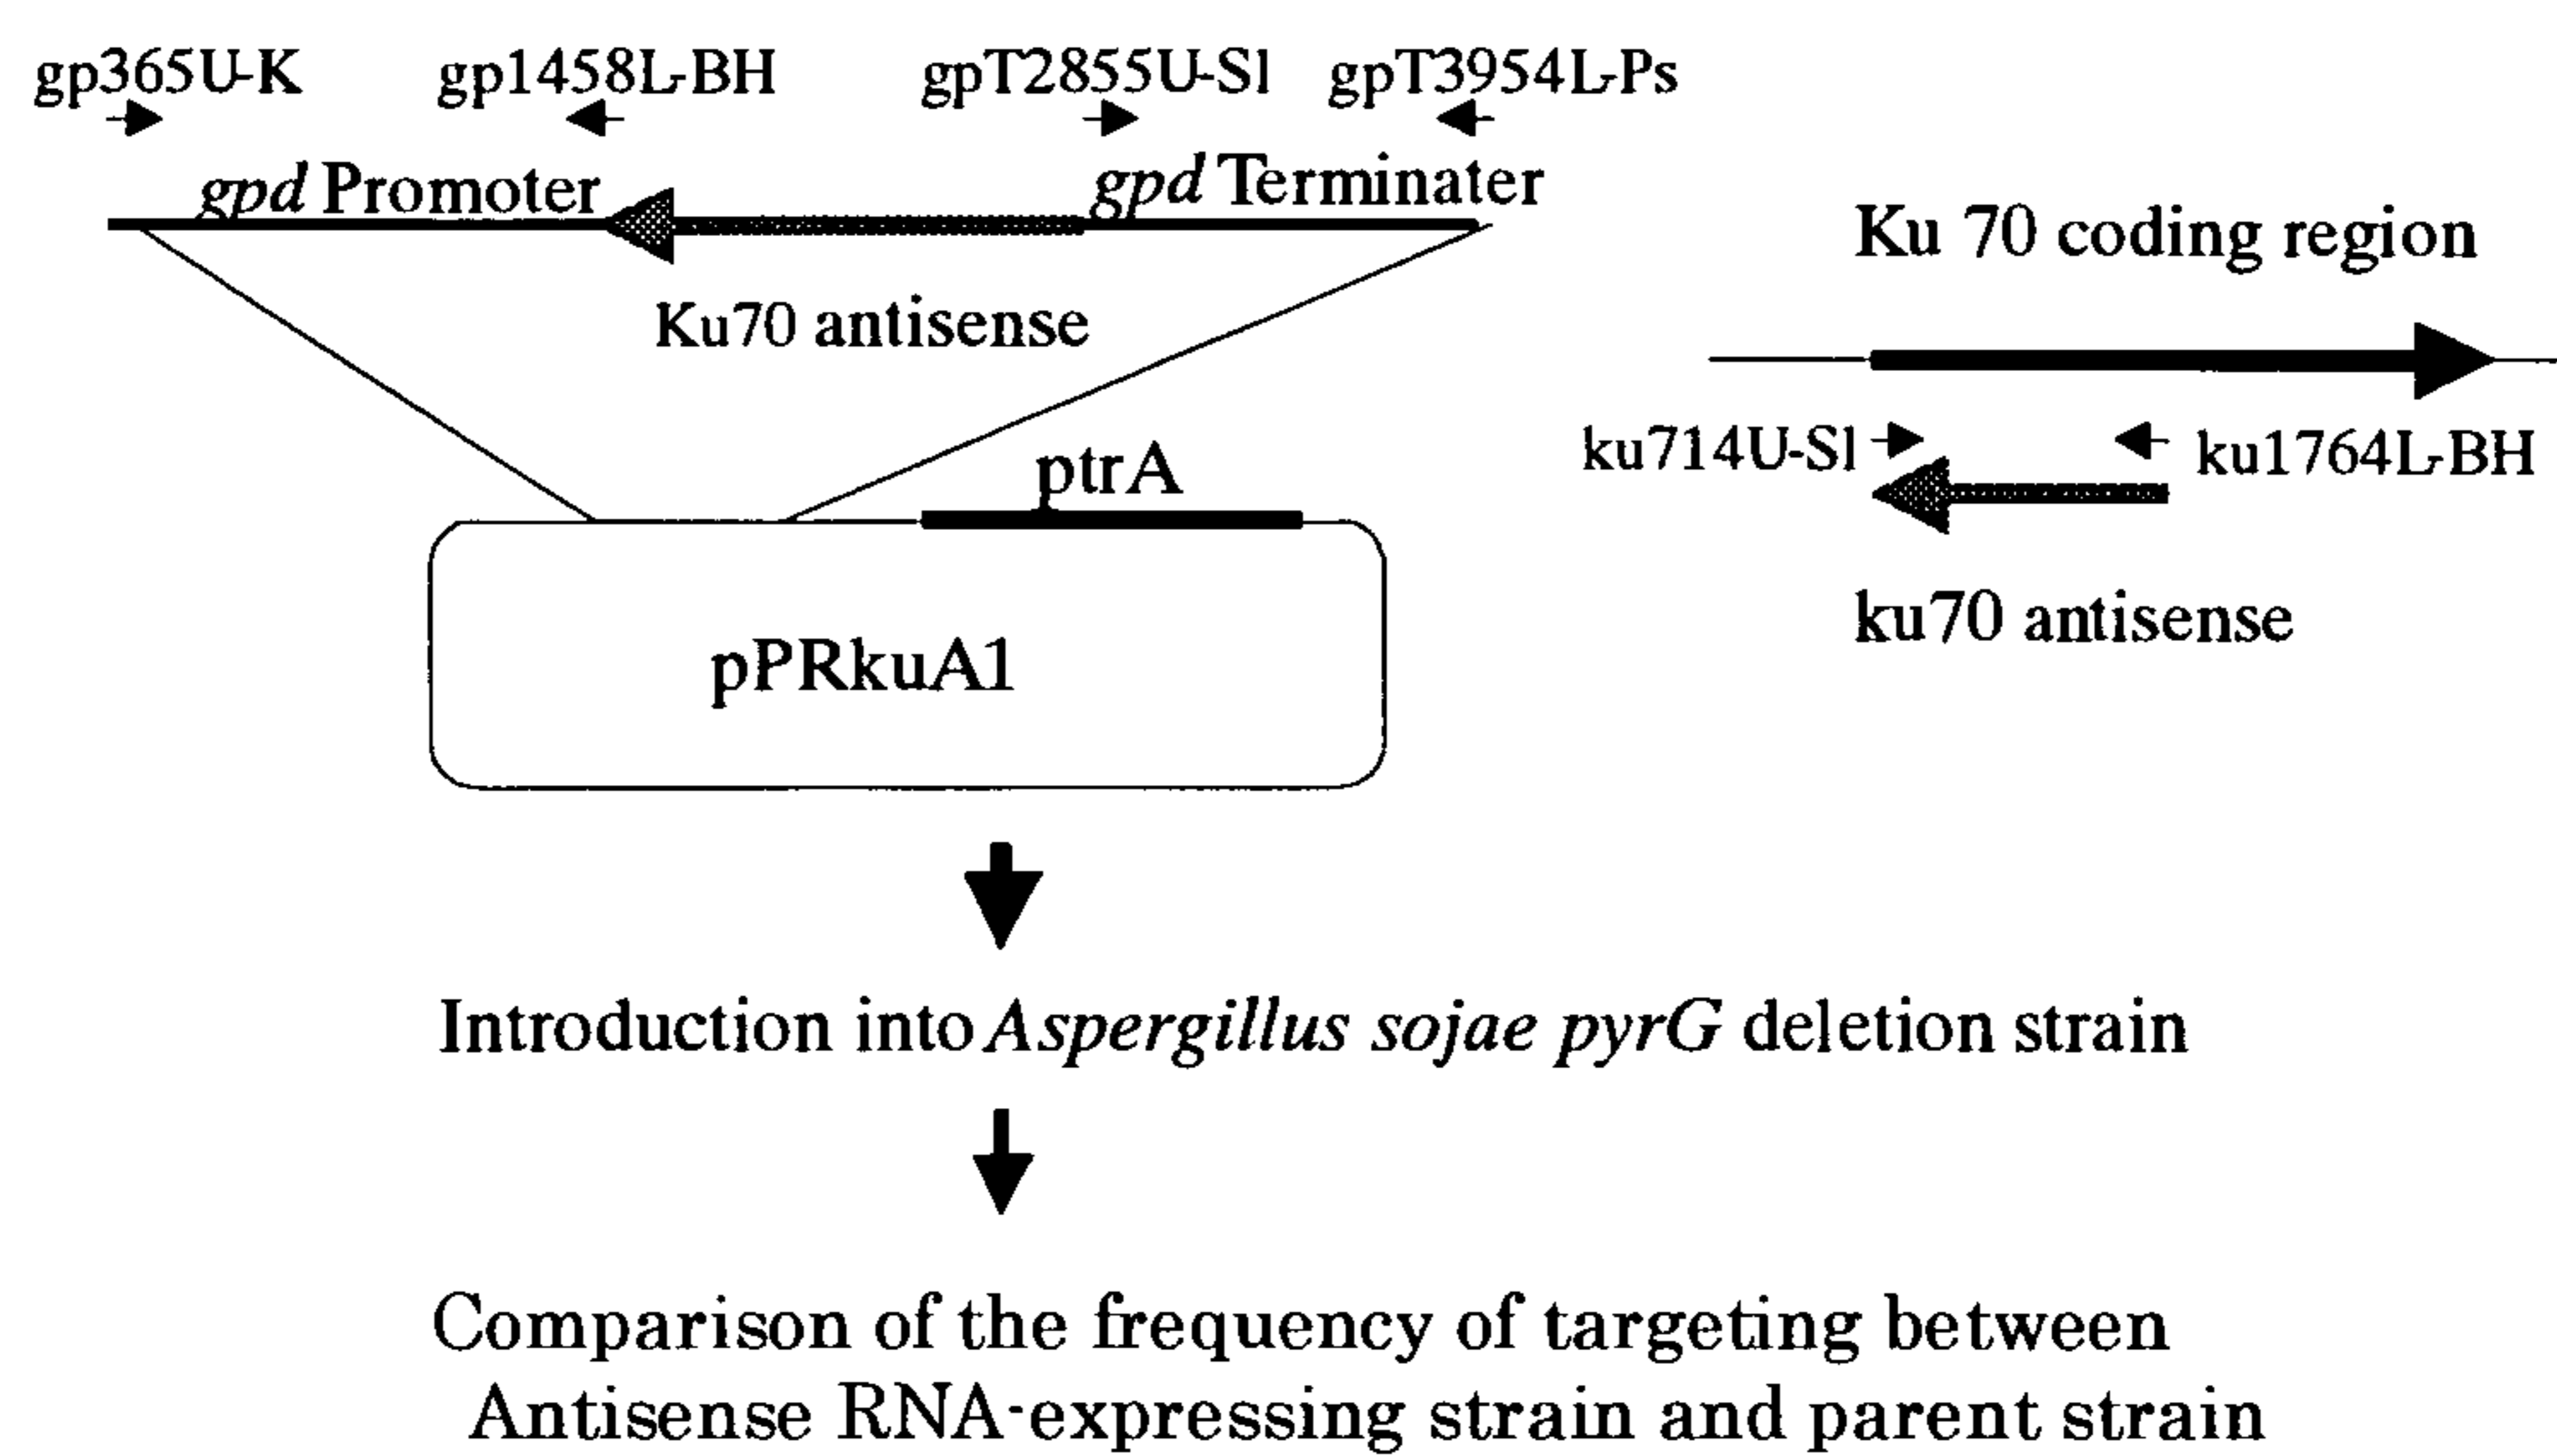 gp365U-K gp1458L-BH gpT2855U-Sl gpT3954L-Ps
gpd Promoter gpd Terminater
Ku70 antisense
Ku 70 coding region
ku714U-Sl ku1764L-BH
ku70 antisense
ptrA
pPRkuA1
Introduction into Aspergillus sojae pyrG deletion strain
Comparison of the frequency of targeting between
Antisense RNA-expressing strain and parent strain